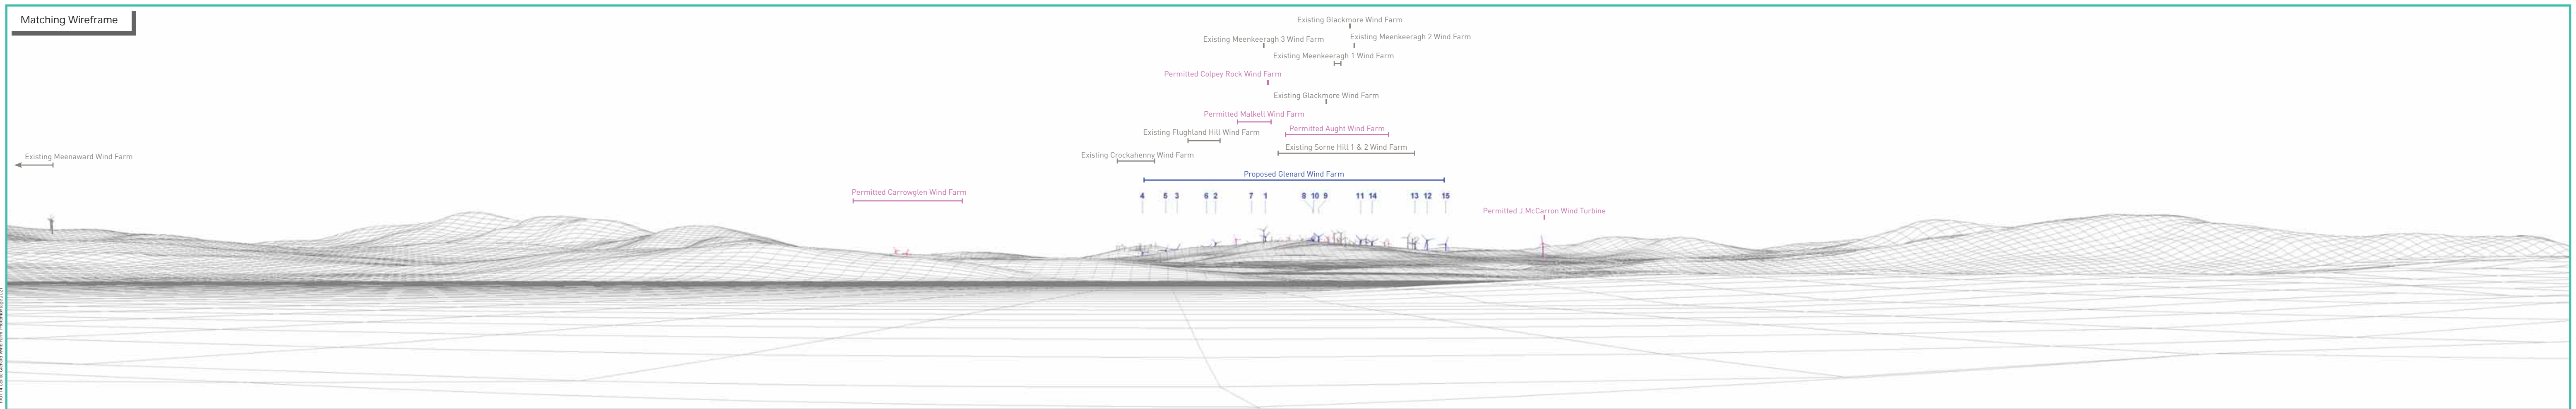 Matching Wireframe
Existing Glackmore Wind Farm
Existing Meenkeeragh 3 Wind Farm
Existing Meenkeeragh 2 Wind Farm
Existing Meenkeeragh 1 Wind Farm
Permitted Colpey Rock Wind Farm
Existing Glackmore Wind Farm
Permitted Malkell Wind Farm
Permitted Aught Wind Farm
Existing Flughland Hill Wind Farm
Existing Sorne Hill 1 & 2 Wind Farm
Existing Crockahenny Wind Farm
Existing Meenaward Wind Farm
Proposed Glenard Wind Farm
Permitted Carrowglen Wind Farm
4 5 3 6 2 7 1 8 10 9 11 14 13 12 15
Permitted J.McCarron Wind Turbine